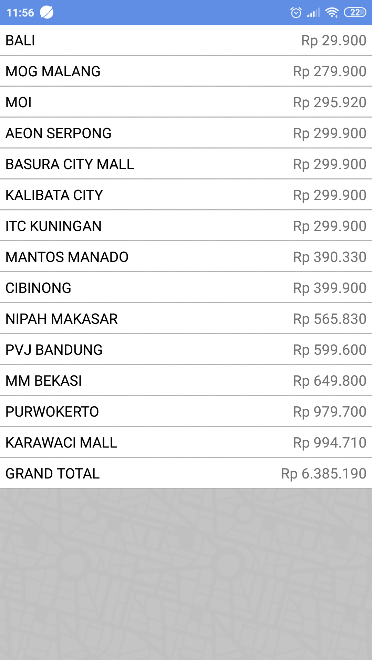 11:56 22
BALI Rp 29.900
MOG MALANG Rp 279.900
MOI Rp 295.920
AEON SERPONG Rp 299.900
BASURA CITY MALL Rp 299.900
KALIBATA CITY Rp 299.900
ITC KUNINGAN Rp 299.900
MANTOS MANADO Rp 390.330
CIBINONG Rp 399.900
NIPAH MAKASAR Rp 565.830
PVJ BANDUNG Rp 599.600
MM BEKASI Rp 649.800
PURWOKERTO Rp 979.700
KARAWACI MALL Rp 994.710
GRAND TOTAL Rp 6.385.190